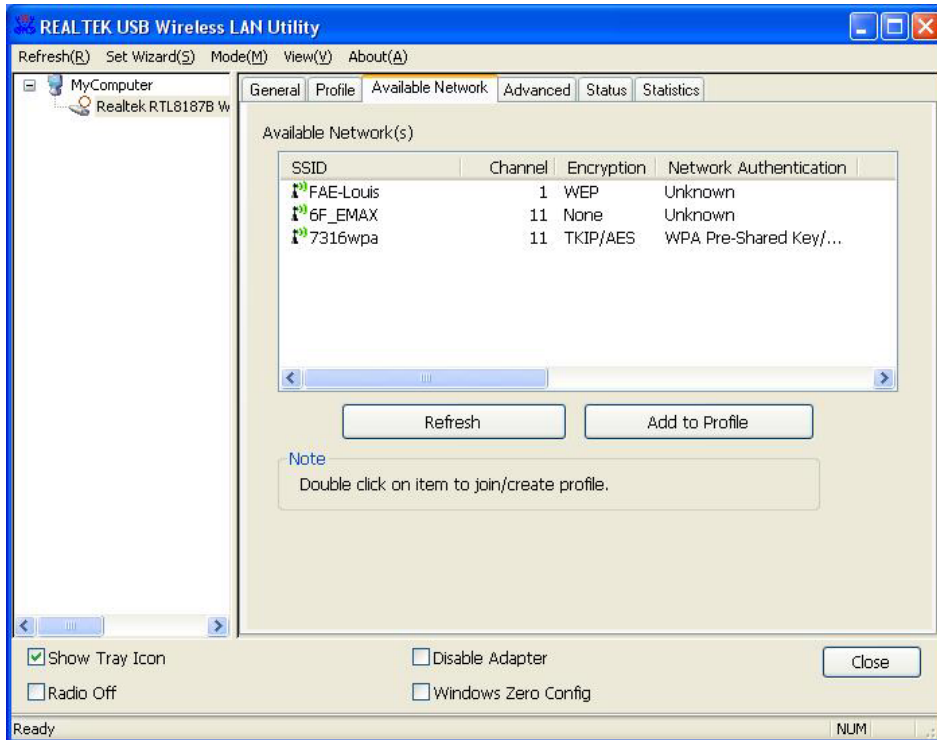 REALTEK USB Wireless LAN Utility
Refresh(R) Set Wizard(S) Mode(M) View(V) About(A)
MyComputer
Realtek RTL8187B W
General Profile Available Network Advanced Status Statistics
Available Network(s)
SSID Channel Encryption Network Authentication
FAE-Louis 1 WEP Unknown
6F_EMAX 11 None Unknown
7316wpa 11 TKIP/AES WPA Pre-Shared Key/...
Refresh Add to Profile
Note
Double click on item to join/create profile.
Show Tray Icon Disable Adapter Close
Radio Off Windows Zero Config
Ready NUM